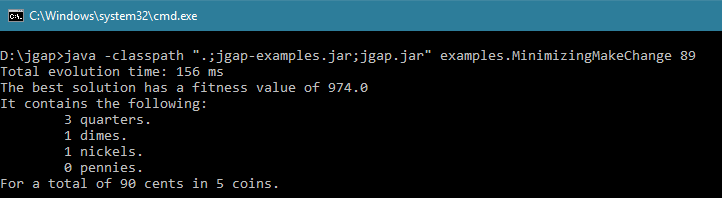 C:\Windows\system32\cmd.exe
D:\jgap>java -classpath ".;jgap-examples.jar;jgap.jar" examples.MinimizingMakeChange 89
Total evolution time: 156 ms
The best solution has a fitness value of 974.0
It contains the following:
3 quarters.
1 dimes.
1 nickels.
0 pennies.
For a total of 90 cents in 5 coins.